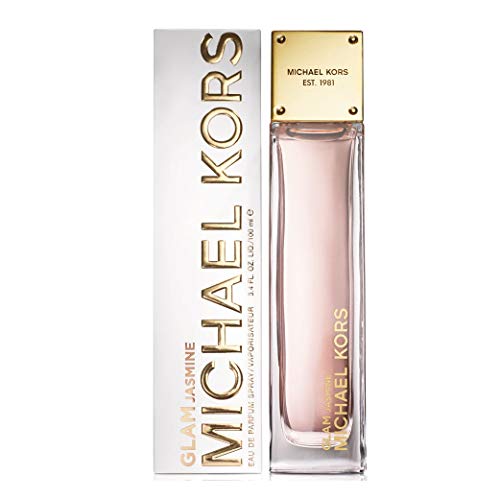 GLAM JASMINE
MICHAEL KORS
EAU DE PARFUM SPRAY/VAPORISATEUR 3.4 FL. OZ. LIQ./100 ml e
MICHAEL KORS
EST. 1981
GLAM JASMINE
MICHAEL KORS